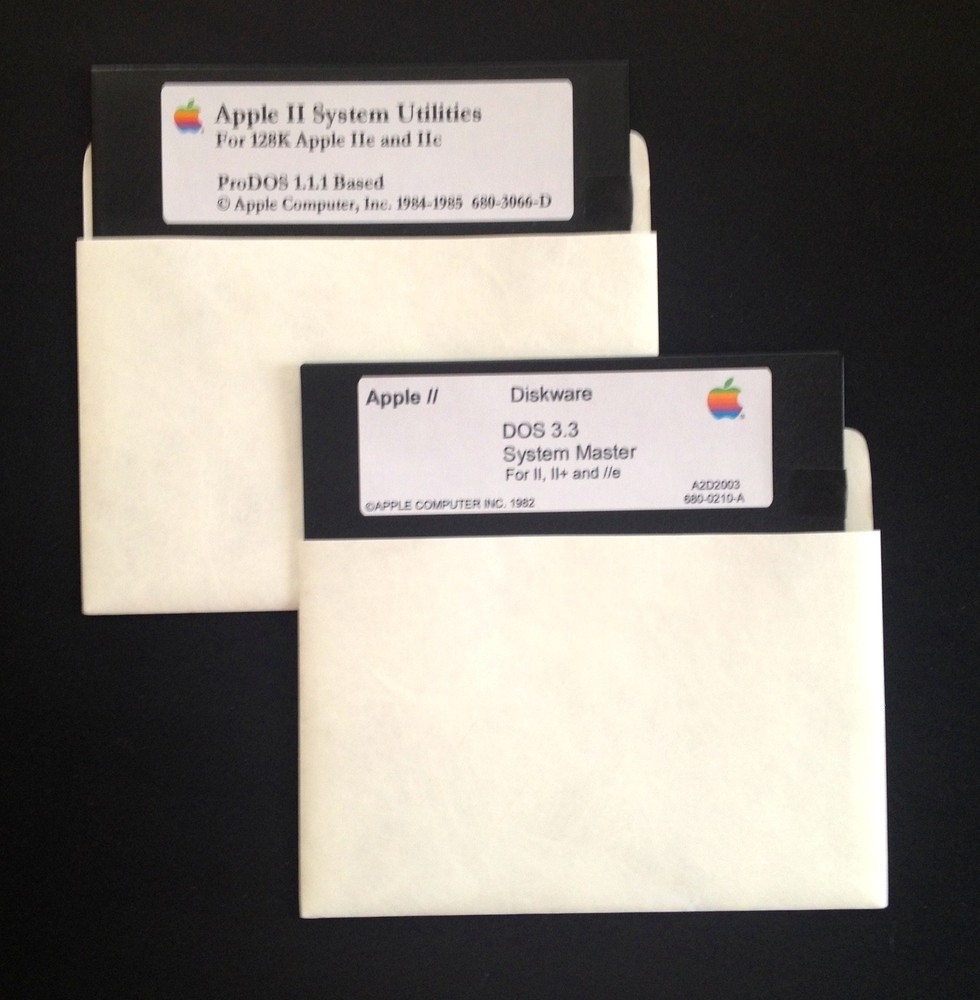 Apple II System Utilities
For 128K Apple IIe and IIc
ProDOS 1.1.1 Based
© Apple Computer, Inc. 1984-1985 680-3066-D
Apple // Diskware
DOS 3.3
System Master
For II, II+ and //e
A2D2003
680-0210-A
©APPLE COMPUTER INC. 1982